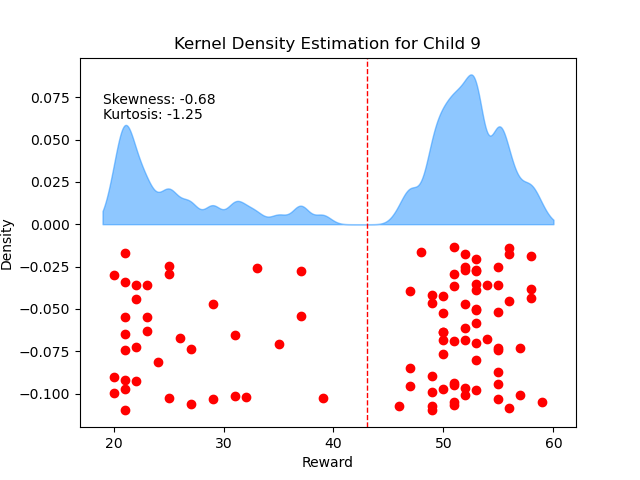 Kernel Density Estimation for Child 9
Skewness: -0.68
Kurtosis: -1.25
0.075
0.050
0.025
0.000
−0.025
−0.050
−0.075
−0.100
Density
20 30 40 50 60
Reward